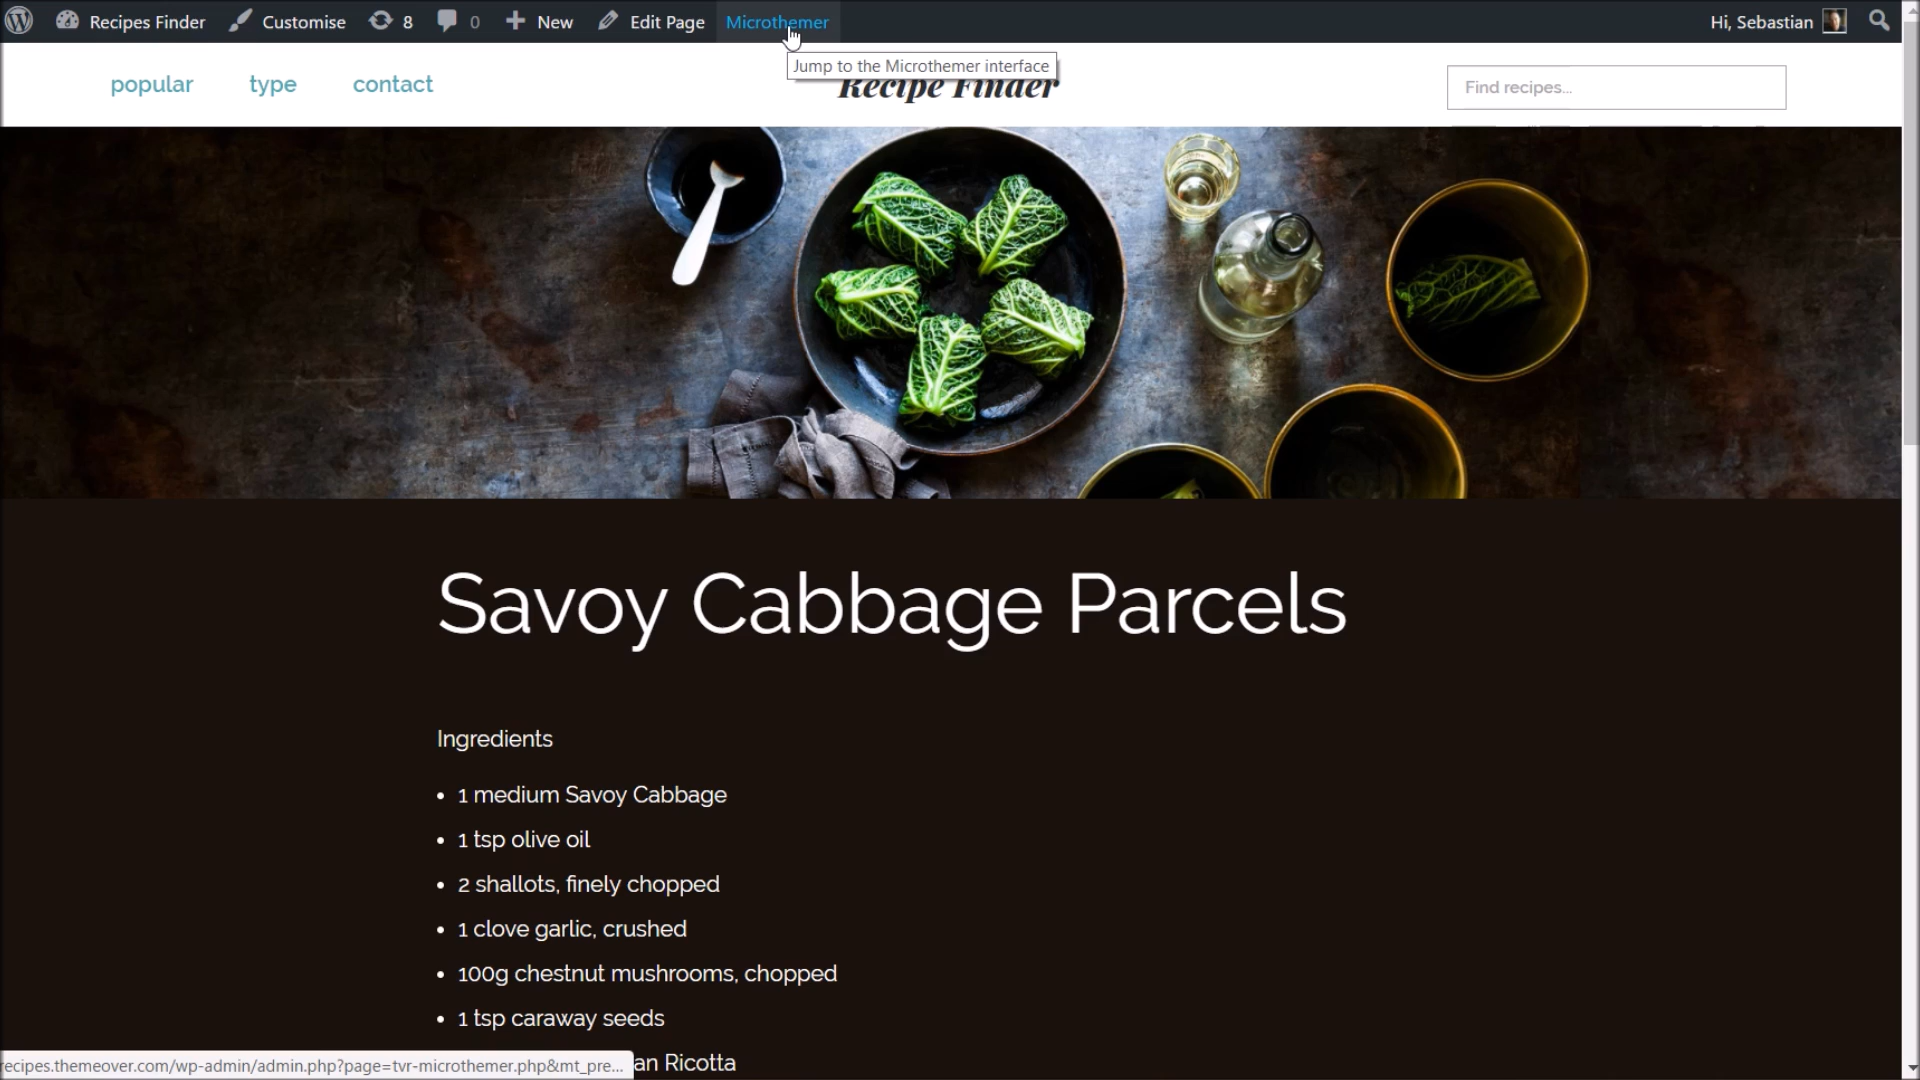 Recipes Finder Customise 8 0 New Edit Page Microthemer Hi, Sebastian
Jump to the Microthemer interface
popular type contact Recipe Finder Find recipes...
Savoy Cabbage Parcels
Ingredients
• 1 medium Savoy Cabbage
• 1 tsp olive oil
• 2 shallots, finely chopped
• 1 clove garlic, crushed
• 100g chestnut mushrooms, chopped
• 1 tsp caraway seeds
an Ricotta
recipes.themeover.com/wp-admin/admin.php?page=tvr-microthemer.php&mt_pre...